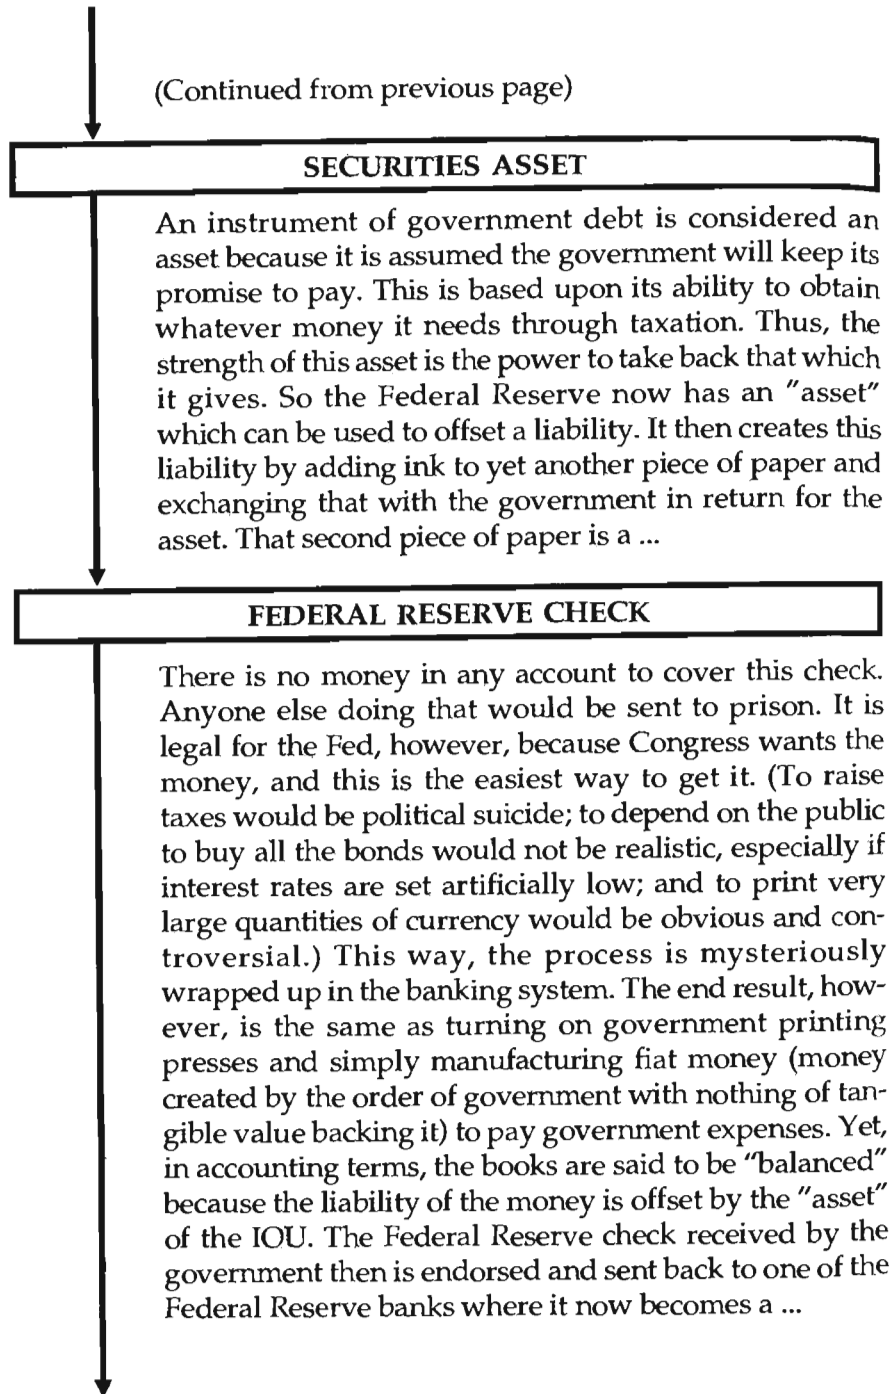 (Continued from previous page)
SECURITIES ASSET
An instrument of government debt is considered an
asset because it is assumed the government will keep its
promise to pay. This is based upon its ability to obtain
whatever money it needs through taxation. Thus, the
strength of this asset is the power to take back that which
it gives. So the Federal Reserve now has an "asset"
which can be used to offset a liability. It then creates this
liability by adding ink to yet another piece of paper and
exchanging that with the government in return for the
asset. That second piece of paper is a ...
FEDERAL RESERVE CHECK
There is no money in any account to cover this check.
Anyone else doing that would be sent to prison. It is
legal for the Fed, however, because Congress wants the
money, and this is the easiest way to get it. (To raise
taxes would be political suicide; to depend on the public
to buy all the bonds would not be realistic, especially if
interest rates are set artificially low; and to print very
large quantities of currency would be obvious and con-
troversial.) This way, the process is mysteriously
wrapped up in the banking system. The end result, how-
ever, is the same as turning on government printing
presses and simply manufacturing fiat money (money
created by the order of government with nothing of tan-
gible value backing it) to pay government expenses. Yet,
in accounting terms, the books are said to be "balanced"
because the liability of the money is offset by the "asset"
of the IOU. The Federal Reserve check received by the
government then is endorsed and sent back to one of the
Federal Reserve banks where it now becomes a ...